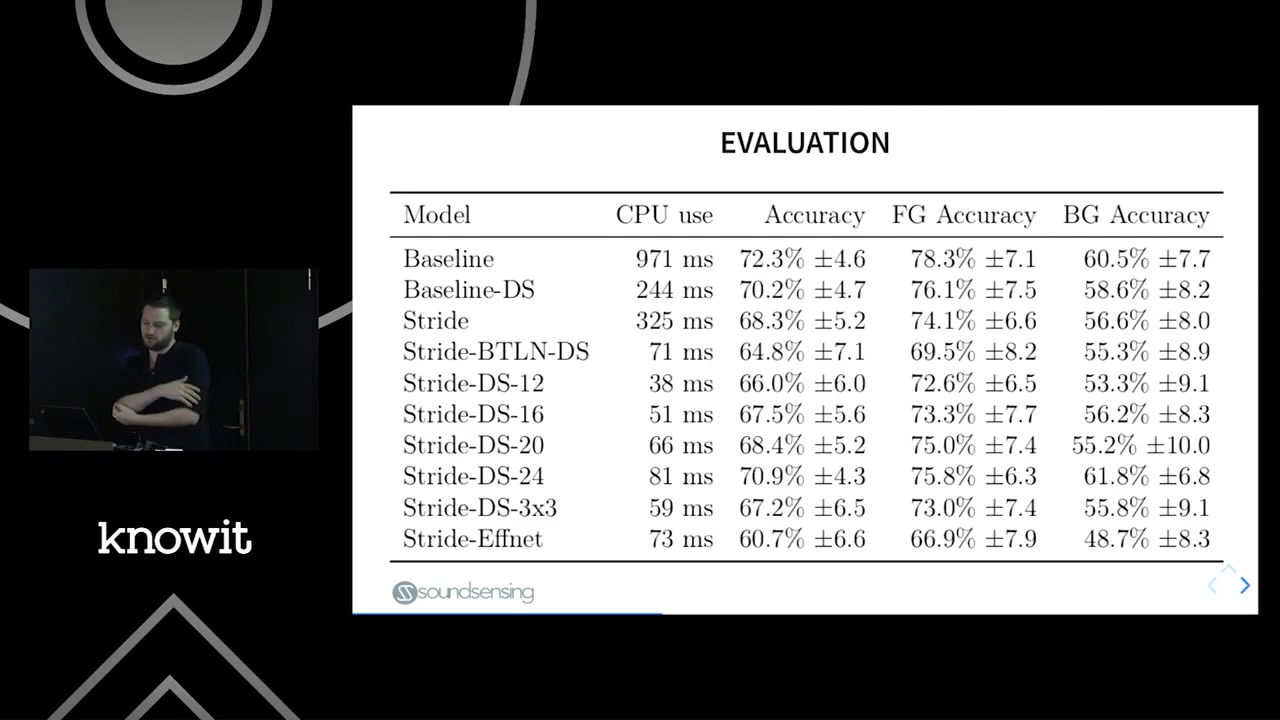 EVALUATION
Model CPU use Accuracy FG Accuracy BG Accuracy
Baseline 971 ms 72.3% ±4.6 78.3% ±7.1 60.5% ±7.7
Baseline-DS 244 ms 70.2% ±4.7 76.1% ±7.5 58.6% ±8.2
Stride 325 ms 68.3% ±5.2 74.1% ±6.6 56.6% ±8.0
Stride-BTLN-DS 71 ms 64.8% ±7.1 69.5% ±8.2 55.3% ±8.9
Stride-DS-12 38 ms 66.0% ±6.0 72.6% ±6.5 53.3% ±9.1
Stride-DS-16 51 ms 67.5% ±5.6 73.3% ±7.7 56.2% ±8.3
Stride-DS-20 66 ms 68.4% ±5.2 75.0% ±7.4 55.2% ±10.0
Stride-DS-24 81 ms 70.9% ±4.3 75.8% ±6.3 61.8% ±6.8
Stride-DS-3x3 59 ms 67.2% ±6.5 73.0% ±7.4 55.8% ±9.1
Stride-Effnet 73 ms 60.7% ±6.6 66.9% ±7.9 48.7% ±8.3
soundsensing
knowit